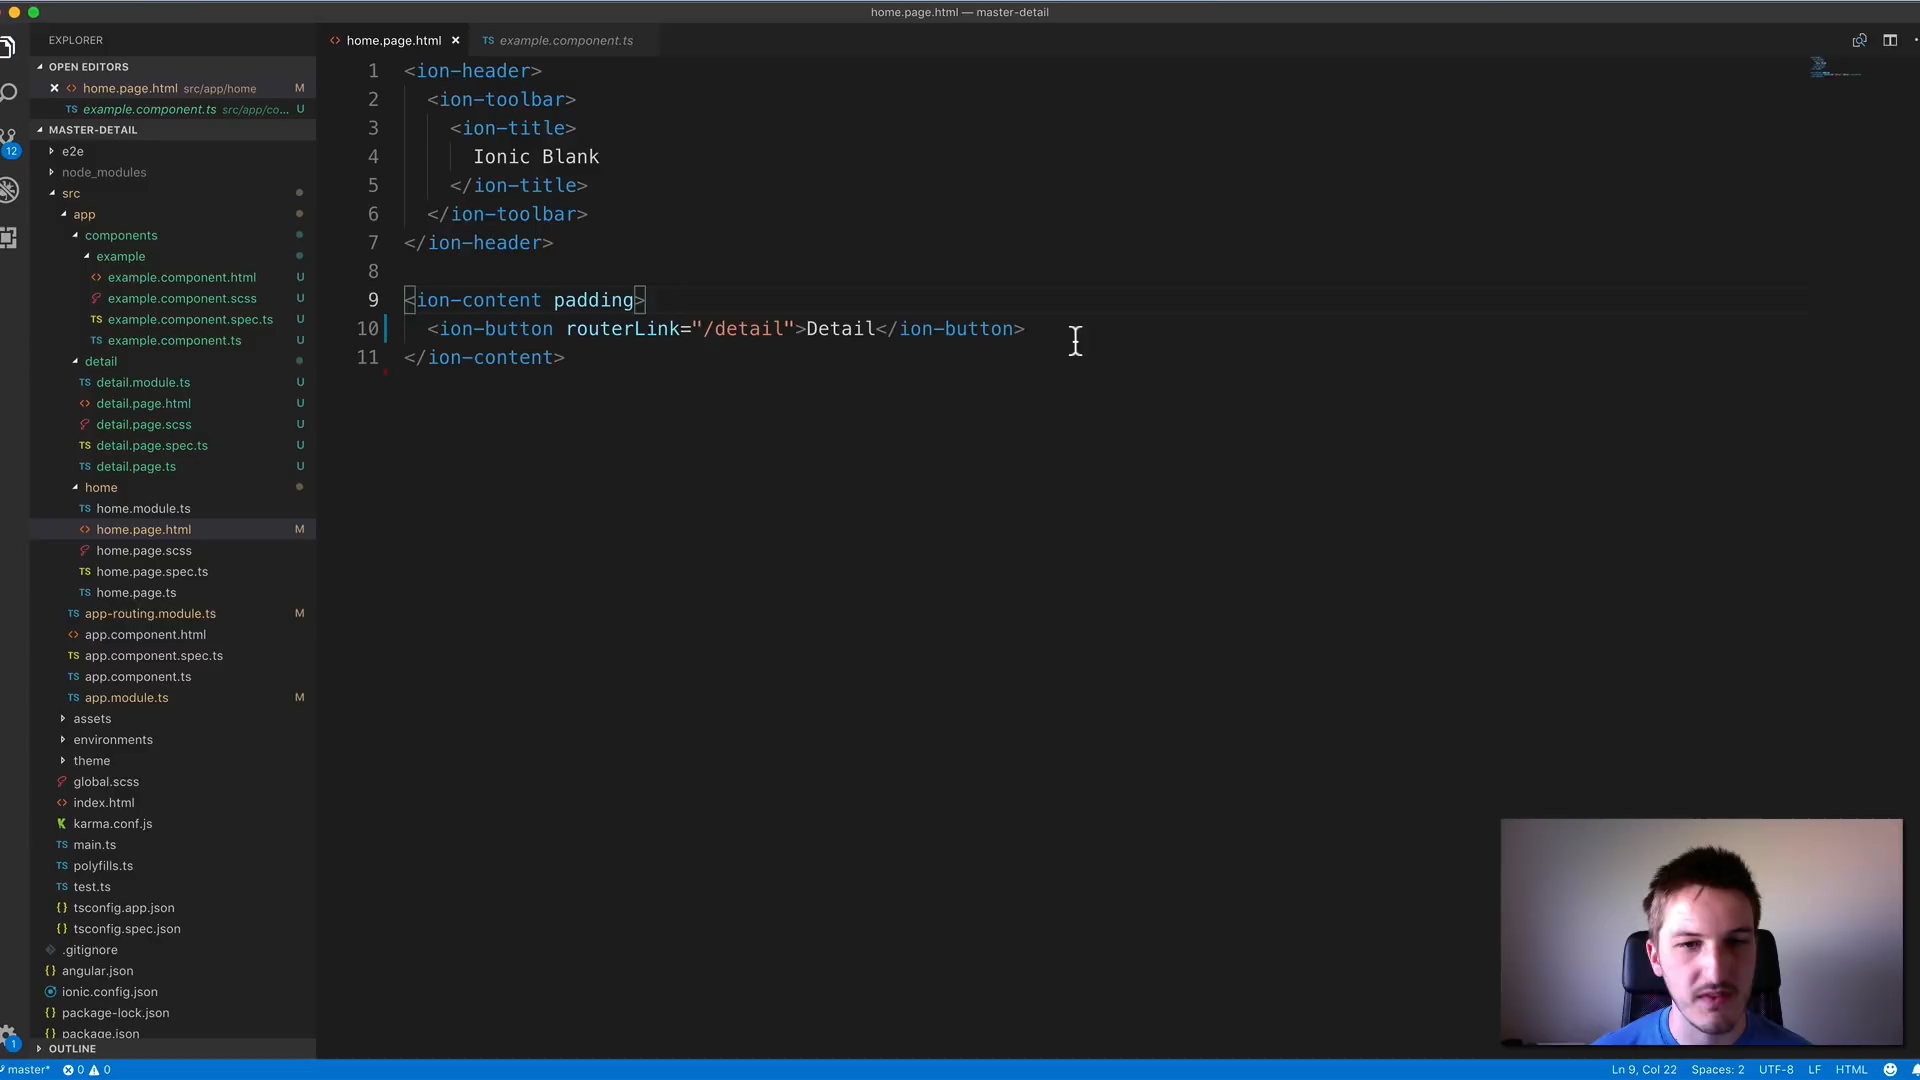 home.page.html — master-detail
EXPLORER
home.page.html
TS example.component.ts
OPEN EDITORS
home.page.html src/app/home M
TS example.component.ts src/app/co... U
MASTER-DETAIL
e2e
node_modules
src
app
components
example
example.component.html U
example.component.scss U
TS example.component.spec.ts U
TS example.component.ts U
detail
TS detail.module.ts U
detail.page.html U
detail.page.scss U
TS detail.page.spec.ts U
TS detail.page.ts U
home
TS home.module.ts
home.page.html M
home.page.scss
TS home.page.spec.ts
TS home.page.ts
TS app-routing.module.ts M
app.component.html
TS app.component.spec.ts
TS app.component.ts
TS app.module.ts M
assets
environments
theme
global.scss
index.html
karma.conf.js
TS main.ts
TS polyfills.ts
TS test.ts
{} tsconfig.app.json
{} tsconfig.spec.json
.gitignore
{} angular.json
ionic.config.json
{} package-lock.json
{} package.json
OUTLINE
12
1
1 <ion-header>
2 <ion-toolbar>
3 <ion-title>
4 Ionic Blank
5 </ion-title>
6 </ion-toolbar>
7 </ion-header>
8
9 <ion-content padding>
10 <ion-button routerLink="/detail">Detail</ion-button>
11 </ion-content>
master* 0 0
Ln 9, Col 22 Spaces: 2 UTF-8 LF HTML